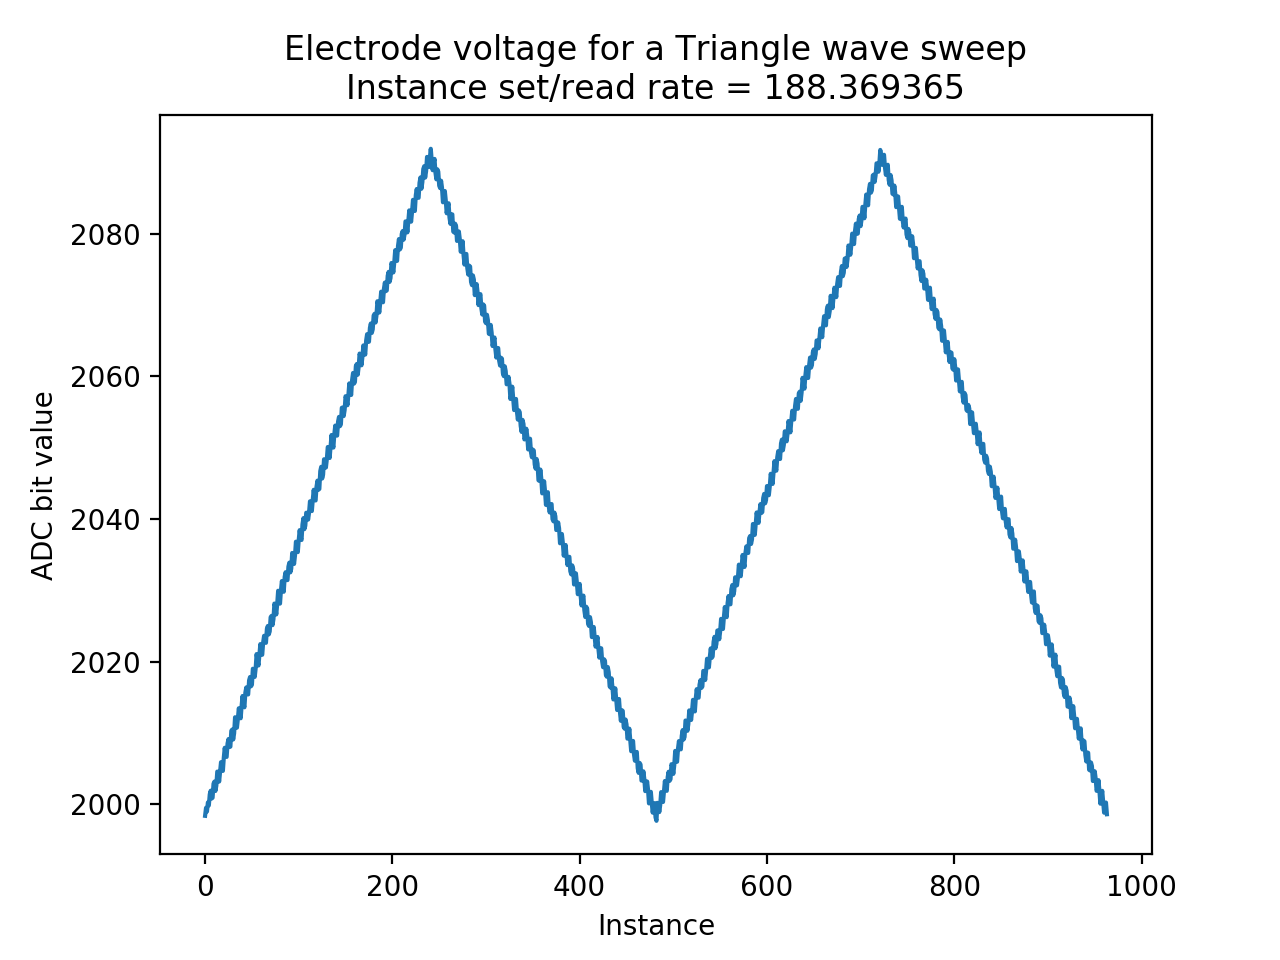 Electrode voltage for a Triangle wave sweep
Instance set/read rate = 188.369365
ADC bit value
2080
2060
2040
2020
2000
0 200 400 600 800 1000
Instance